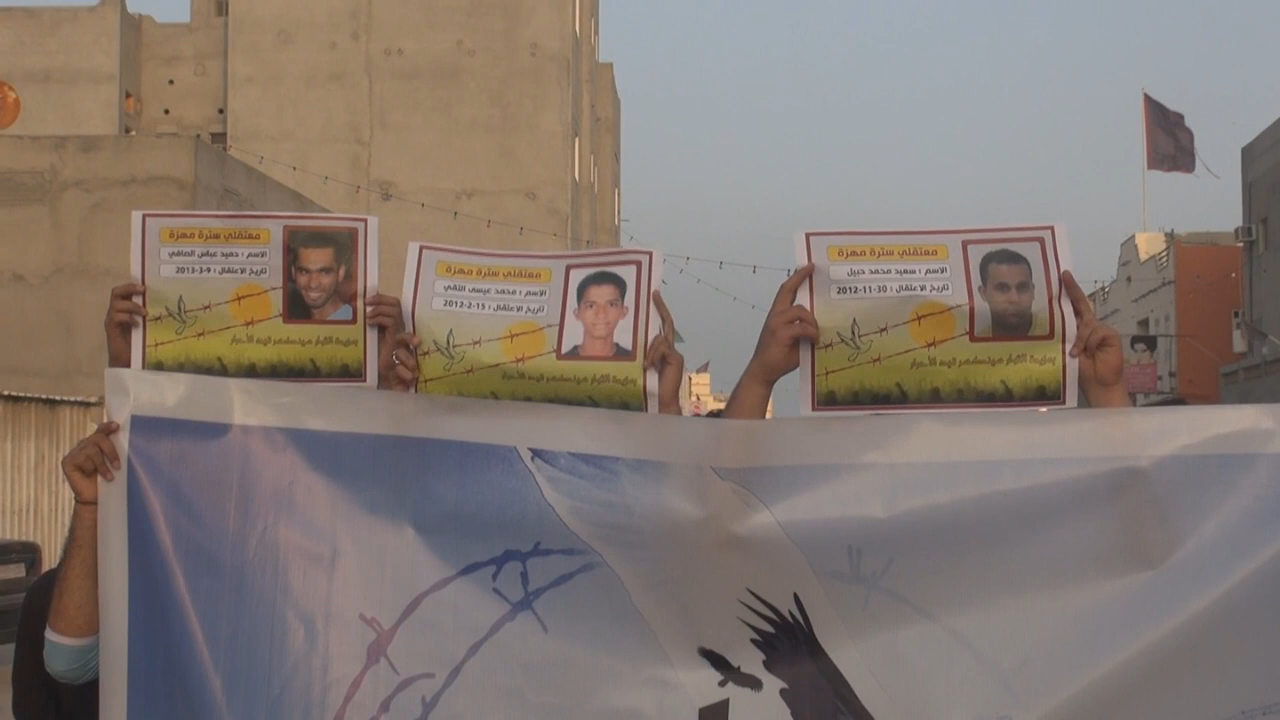 معتقلي سترة مهزة
الاسم : حميد عباس الصافي
تاريخ الاعتقال : 9-3-2013
معتقلي سترة مهزة
الاسم : محمد عيسى التقي
تاريخ الاعتقال : 15-2-2012
معتقلي سترة مهزة
الاسم : سعيد محمد حبيل
تاريخ الاعتقال : 30-11-2012